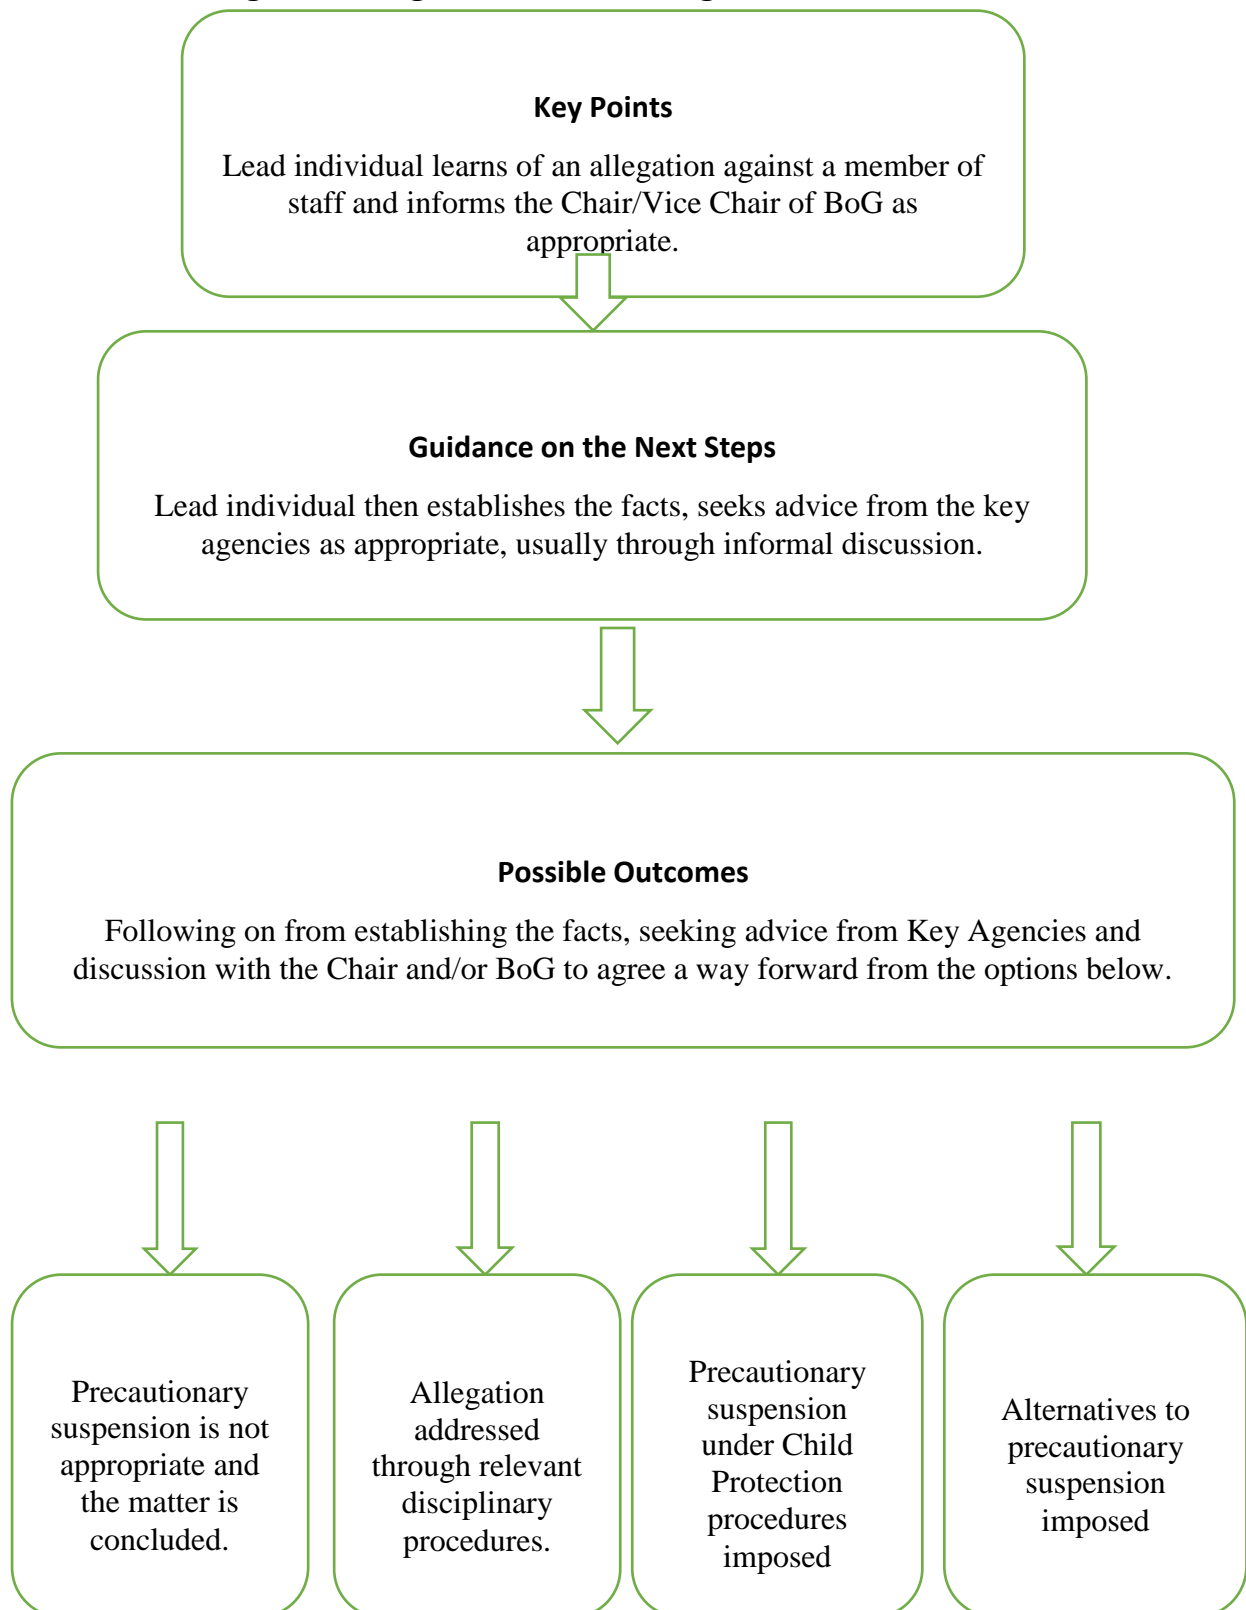 Key Points
Lead individual learns of an allegation against a member of
staff and informs the Chair/Vice Chair of BoG as
appropriate.
Guidance on the Next Steps
Lead individual then establishes the facts, seeks advice from the key
agencies as appropriate, usually through informal discussion.
Possible Outcomes
Following on from establishing the facts, seeking advice from Key Agencies and
discussion with the Chair and/or BoG to agree a way forward from the options below.
Precautionary
suspension is not
appropriate and
the matter is
concluded.
Allegation
addressed
through relevant
disciplinary
procedures.
Precautionary
suspension
under Child
Protection
procedures
imposed
Alternatives to
precautionary
suspension
imposed